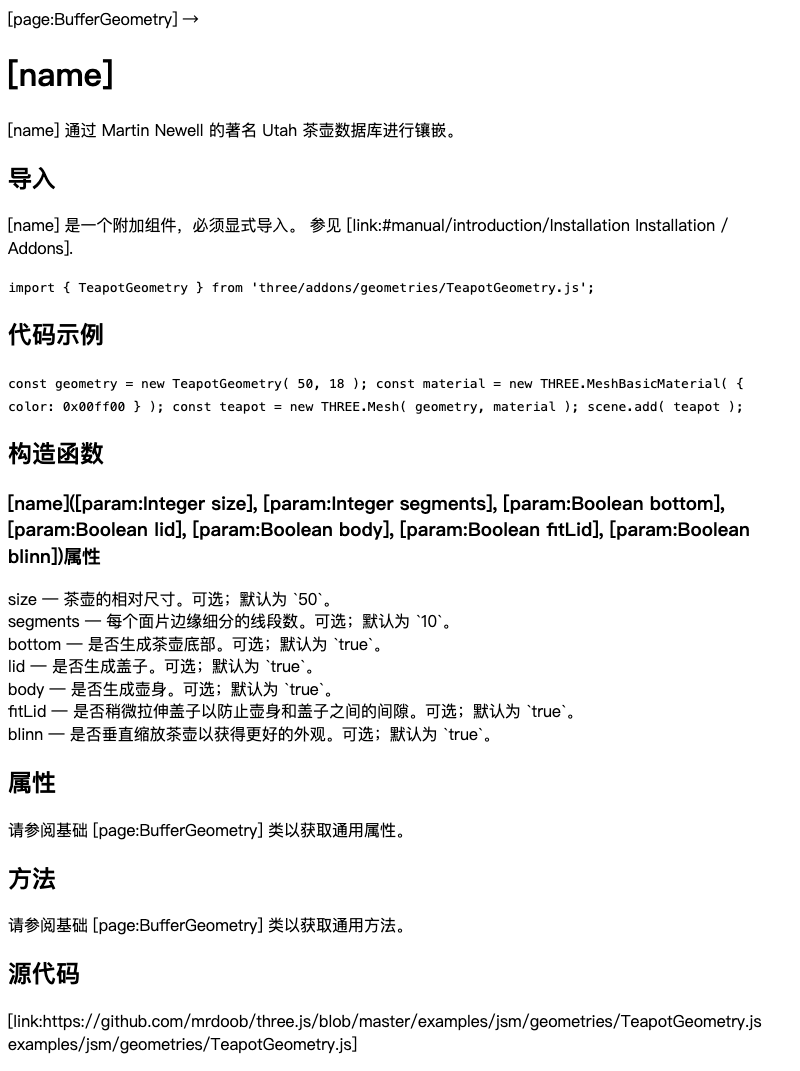 [page:BufferGeometry] →
[name]
[name] 通过 Martin Newell 的著名 Utah 茶壶数据库进行镶嵌。
导入
[name] 是一个附加组件，必须显式导入。 参见 [link:#manual/introduction/Installation Installation /
Addons].
import { TeapotGeometry } from 'three/addons/geometries/TeapotGeometry.js';
代码示例
const geometry = new TeapotGeometry( 50, 18 ); const material = new THREE.MeshBasicMaterial( {
color: 0x00ff00 } ); const teapot = new THREE.Mesh( geometry, material ); scene.add( teapot );
构造函数
[name]([param:Integer size], [param:Integer segments], [param:Boolean bottom],
[param:Boolean lid], [param:Boolean body], [param:Boolean fitLid], [param:Boolean
blinn])属性
size — 茶壶的相对尺寸。可选；默认为 `50`。
segments — 每个面片边缘细分的线段数。可选；默认为 `10`。
bottom — 是否生成茶壶底部。可选；默认为 `true`。
lid — 是否生成盖子。可选；默认为 `true`。
body — 是否生成壶身。可选；默认为 `true`。
fitLid — 是否稍微拉伸盖子以防止壶身和盖子之间的间隙。可选；默认为 `true`。
blinn — 是否垂直缩放茶壶以获得更好的外观。可选；默认为 `true`。
属性
请参阅基础 [page:BufferGeometry] 类以获取通用属性。
方法
请参阅基础 [page:BufferGeometry] 类以获取通用方法。
源代码
[link:https://github.com/mrdoob/three.js/blob/master/examples/jsm/geometries/TeapotGeometry.js
examples/jsm/geometries/TeapotGeometry.js]